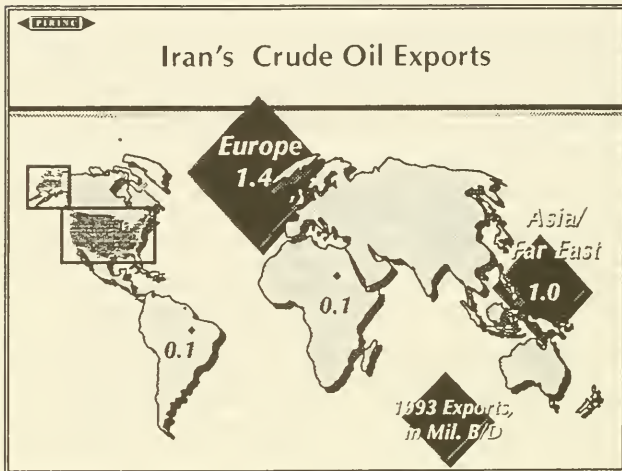 PIRINC
Iran's Crude Oil Exports
Europe
1.4
Asia/
Far East
1.0
0.1
0.1
1993 Exports,
in Mil. B/D